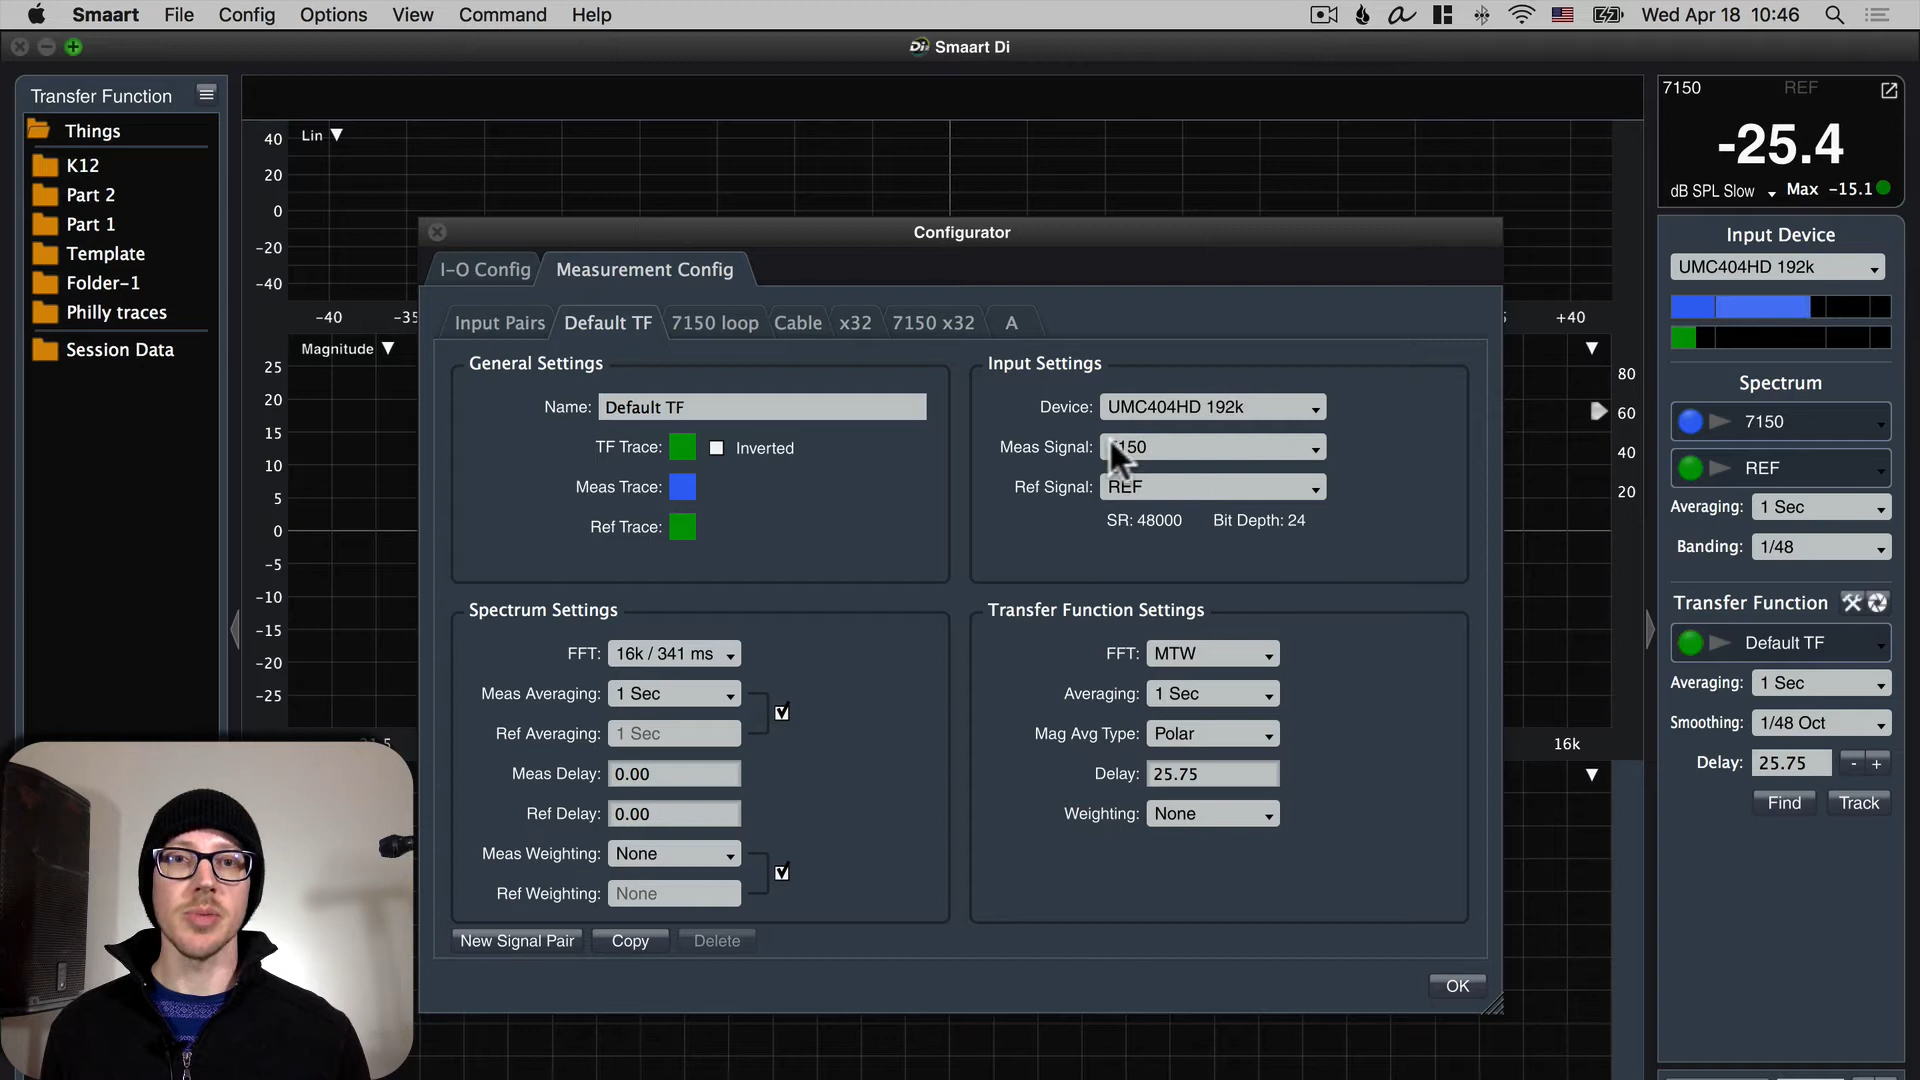 Smaart File Config Options View Command Help Wed Apr 18 10:46
Smaart Di
Transfer Function
Things
K12
Part 2
Part 1
Template
Folder-1
Philly traces
Session Data
Lin
40
20
0
-20
-40
-40
+40
Magnitude
25
20
15
10
5
0
-5
-10
-15
-20
-25
80
60
40
20
16k
Configurator
I-O Config Measurement Config
Input Pairs Default TF 7150 loop Cable x32 7150 x32 A
General Settings
Name: Default TF
TF Trace: Inverted
Meas Trace:
Ref Trace:
Input Settings
Device: UMC404HD 192k
Meas Signal: 150
Ref Signal: REF
SR: 48000 Bit Depth: 24
Spectrum Settings
FFT: 16k / 341 ms
Meas Averaging: 1 Sec
Ref Averaging: 1 Sec
Meas Delay: 0.00
Ref Delay: 0.00
Meas Weighting: None
Ref Weighting: None
Transfer Function Settings
FFT: MTW
Averaging: 1 Sec
Mag Avg Type: Polar
Delay: 25.75
Weighting: None
New Signal Pair Copy Delete
OK
7150 REF
-25.4
dB SPL Slow Max -15.1
Input Device
UMC404HD 192k
Spectrum
7150
REF
Averaging: 1 Sec
Banding: 1/48
Transfer Function
Default TF
Averaging: 1 Sec
Smoothing: 1/48 Oct
Delay: 25.75 - +
Find Track